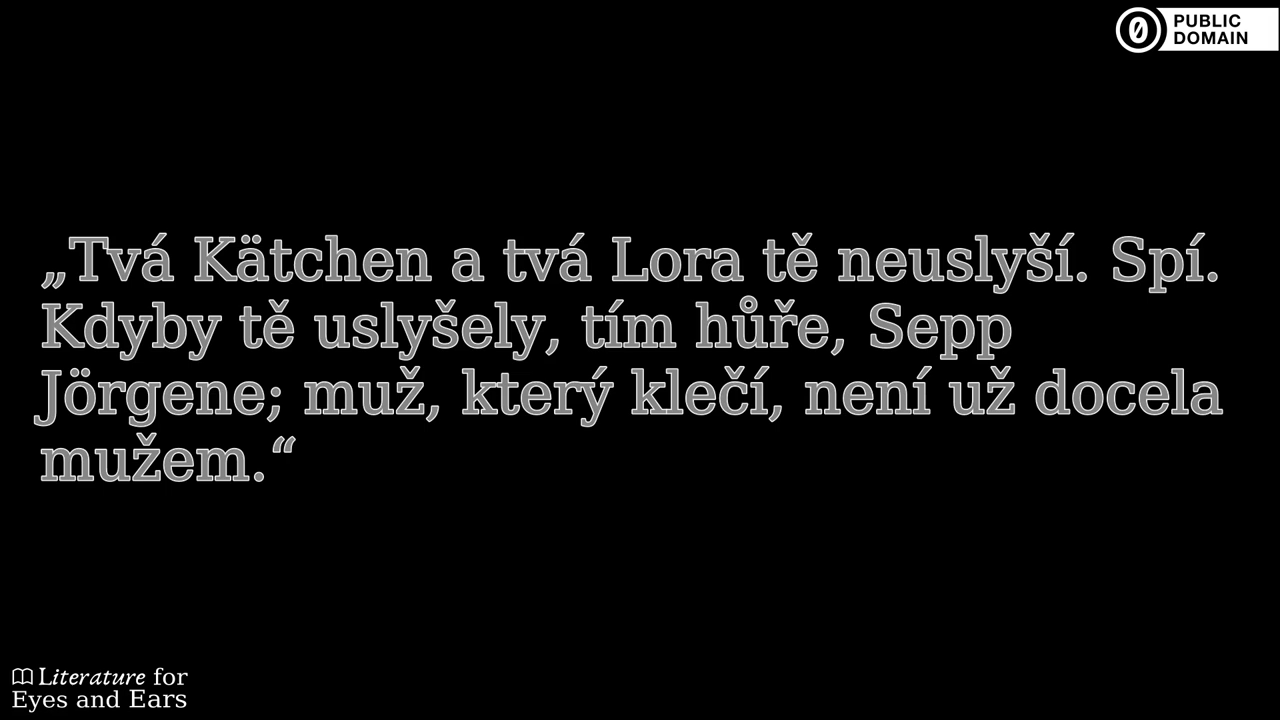 PUBLIC
DOMAIN
„Tvá Kätchen a tvá Lora tě neuslyší. Spí.
Kdyby tě uslyšely, tím hůře, Sepp
Jörgene; muž, který klečí, není už docela
mužem.“
Literature for
Eyes and Ears